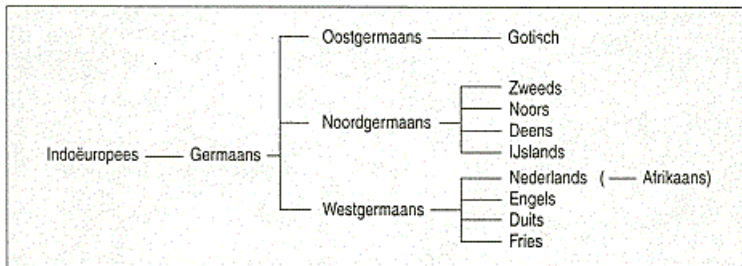 Oostgermaans Gotisch
Zweeds
Noors
Noordgermaans
Deens
IJslands
Indoëuropees Germaans
Nederlands ( Afrikaans)
Engels
Westgermaans
Duits
Fries